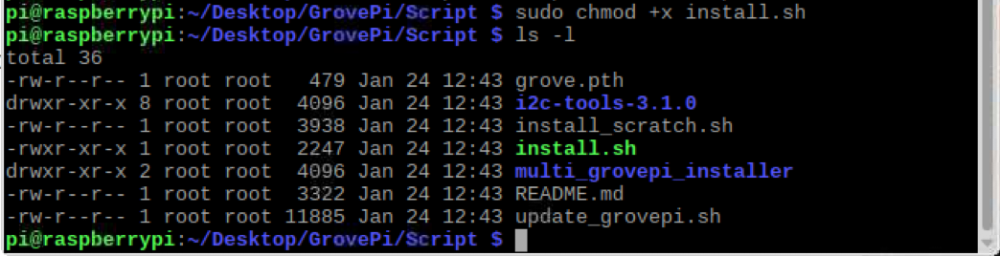 pi@raspberrypi:~/Desktop/GrovePi/Script $ sudo chmod +x install.sh
pi@raspberrypi:~/Desktop/GrovePi/Script $ ls -l
total 36
-rw-r--r-- 1 root root   479 Jan 24 12:43 grove.pth
drwxr-xr-x 8 root root  4096 Jan 24 12:43 i2c-tools-3.1.0
-rw-r--r-- 1 root root  3938 Jan 24 12:43 install_scratch.sh
-rwxr-xr-x 1 root root  2247 Jan 24 12:43 install.sh
drwxr-xr-x 2 root root  4096 Jan 24 12:43 multi_grovepi_installer
-rw-r--r-- 1 root root  3322 Jan 24 12:43 README.md
-rw-r--r-- 1 root root 11885 Jan 24 12:43 update_grovepi.sh
pi@raspberrypi:~/Desktop/GrovePi/Script $